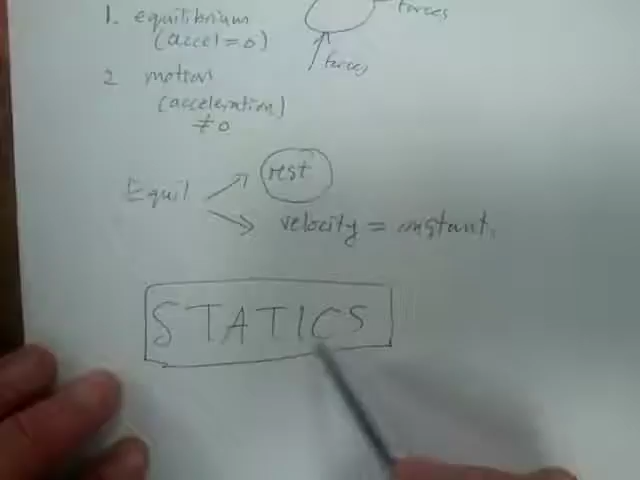 1. equilibrium
(accel = 0)
forces
forces
2 motion
(acceleration)
≠ 0
Equil
rest
velocity = constant.
STATICS